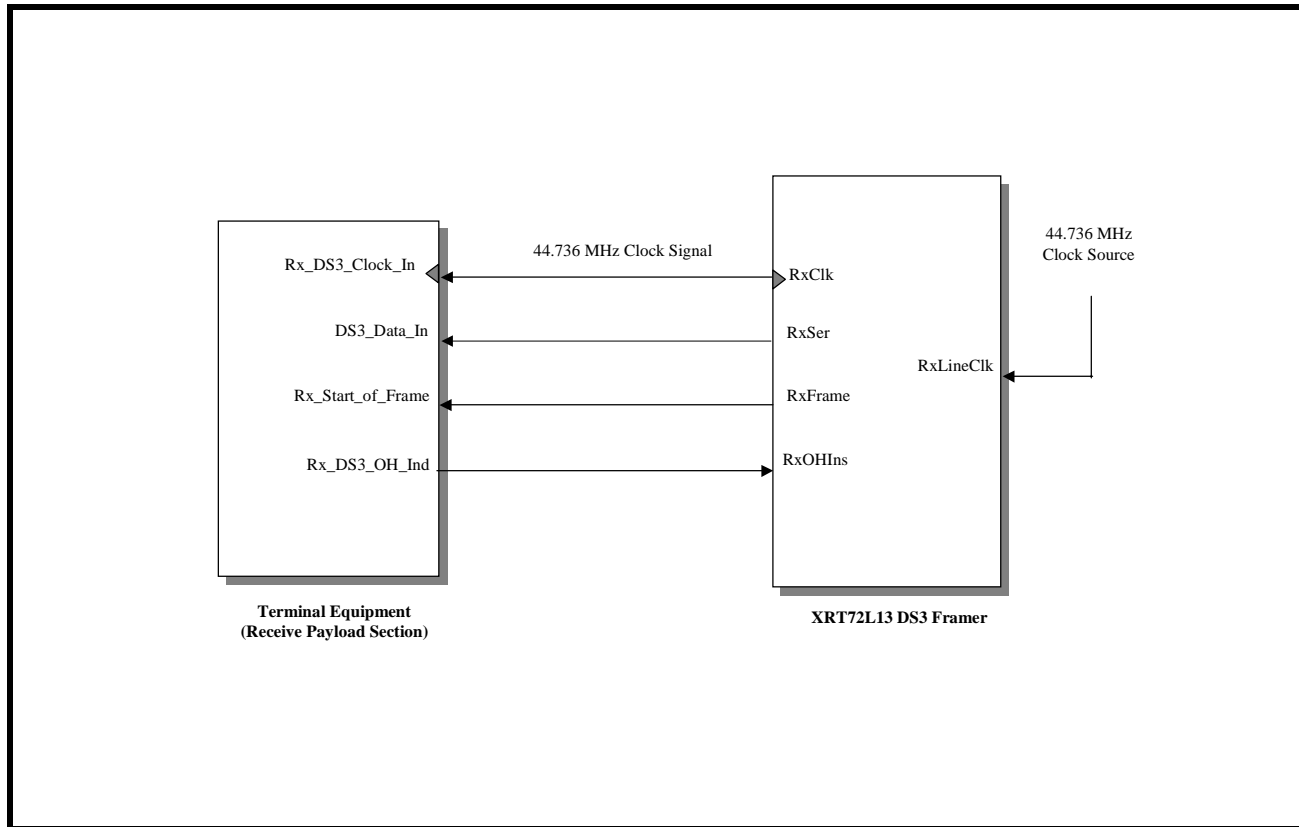 44.736 MHz
Clock Source
44.736 MHz Clock Signal
Rx_DS3_Clock_In
RxClk
DS3_Data_In
RxSer
RxLineClk
Rx_Start_of_Frame
RxFrame
Rx_DS3_OH_Ind
RxOHIns
Terminal Equipment
(Receive Payload Section)
XRT72L13 DS3 Framer